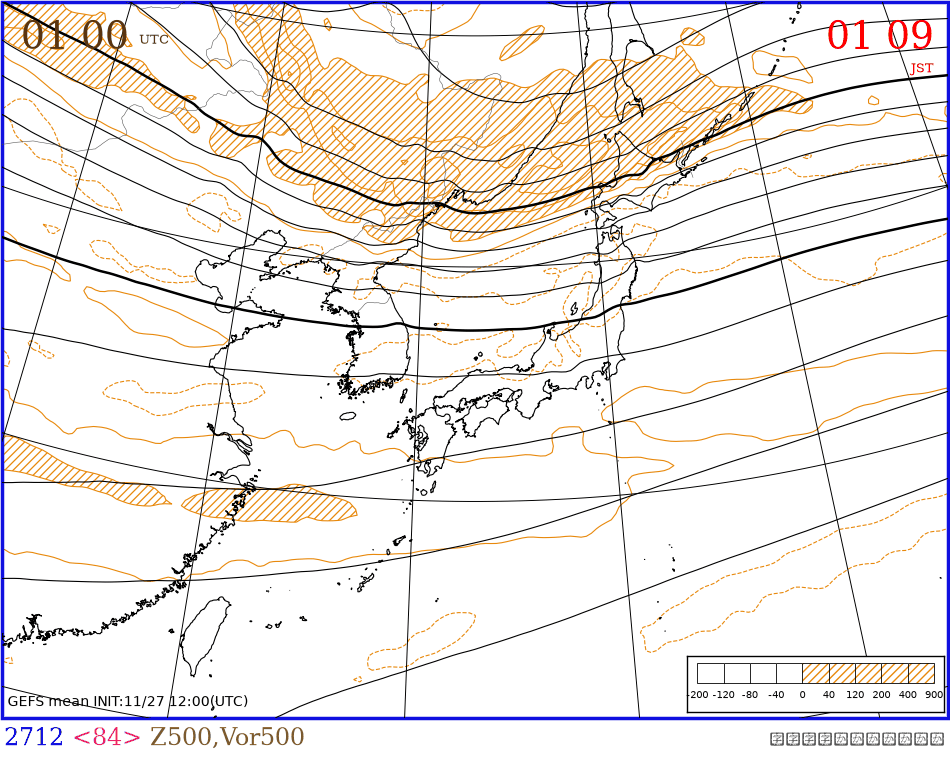 01 00 UTC
01 09
JST
-200 -120 -80 -40 0 40 120 200 400 900
GEFS mean INIT:11/27 12:00(UTC)
2712 <84> Z500,Vor500